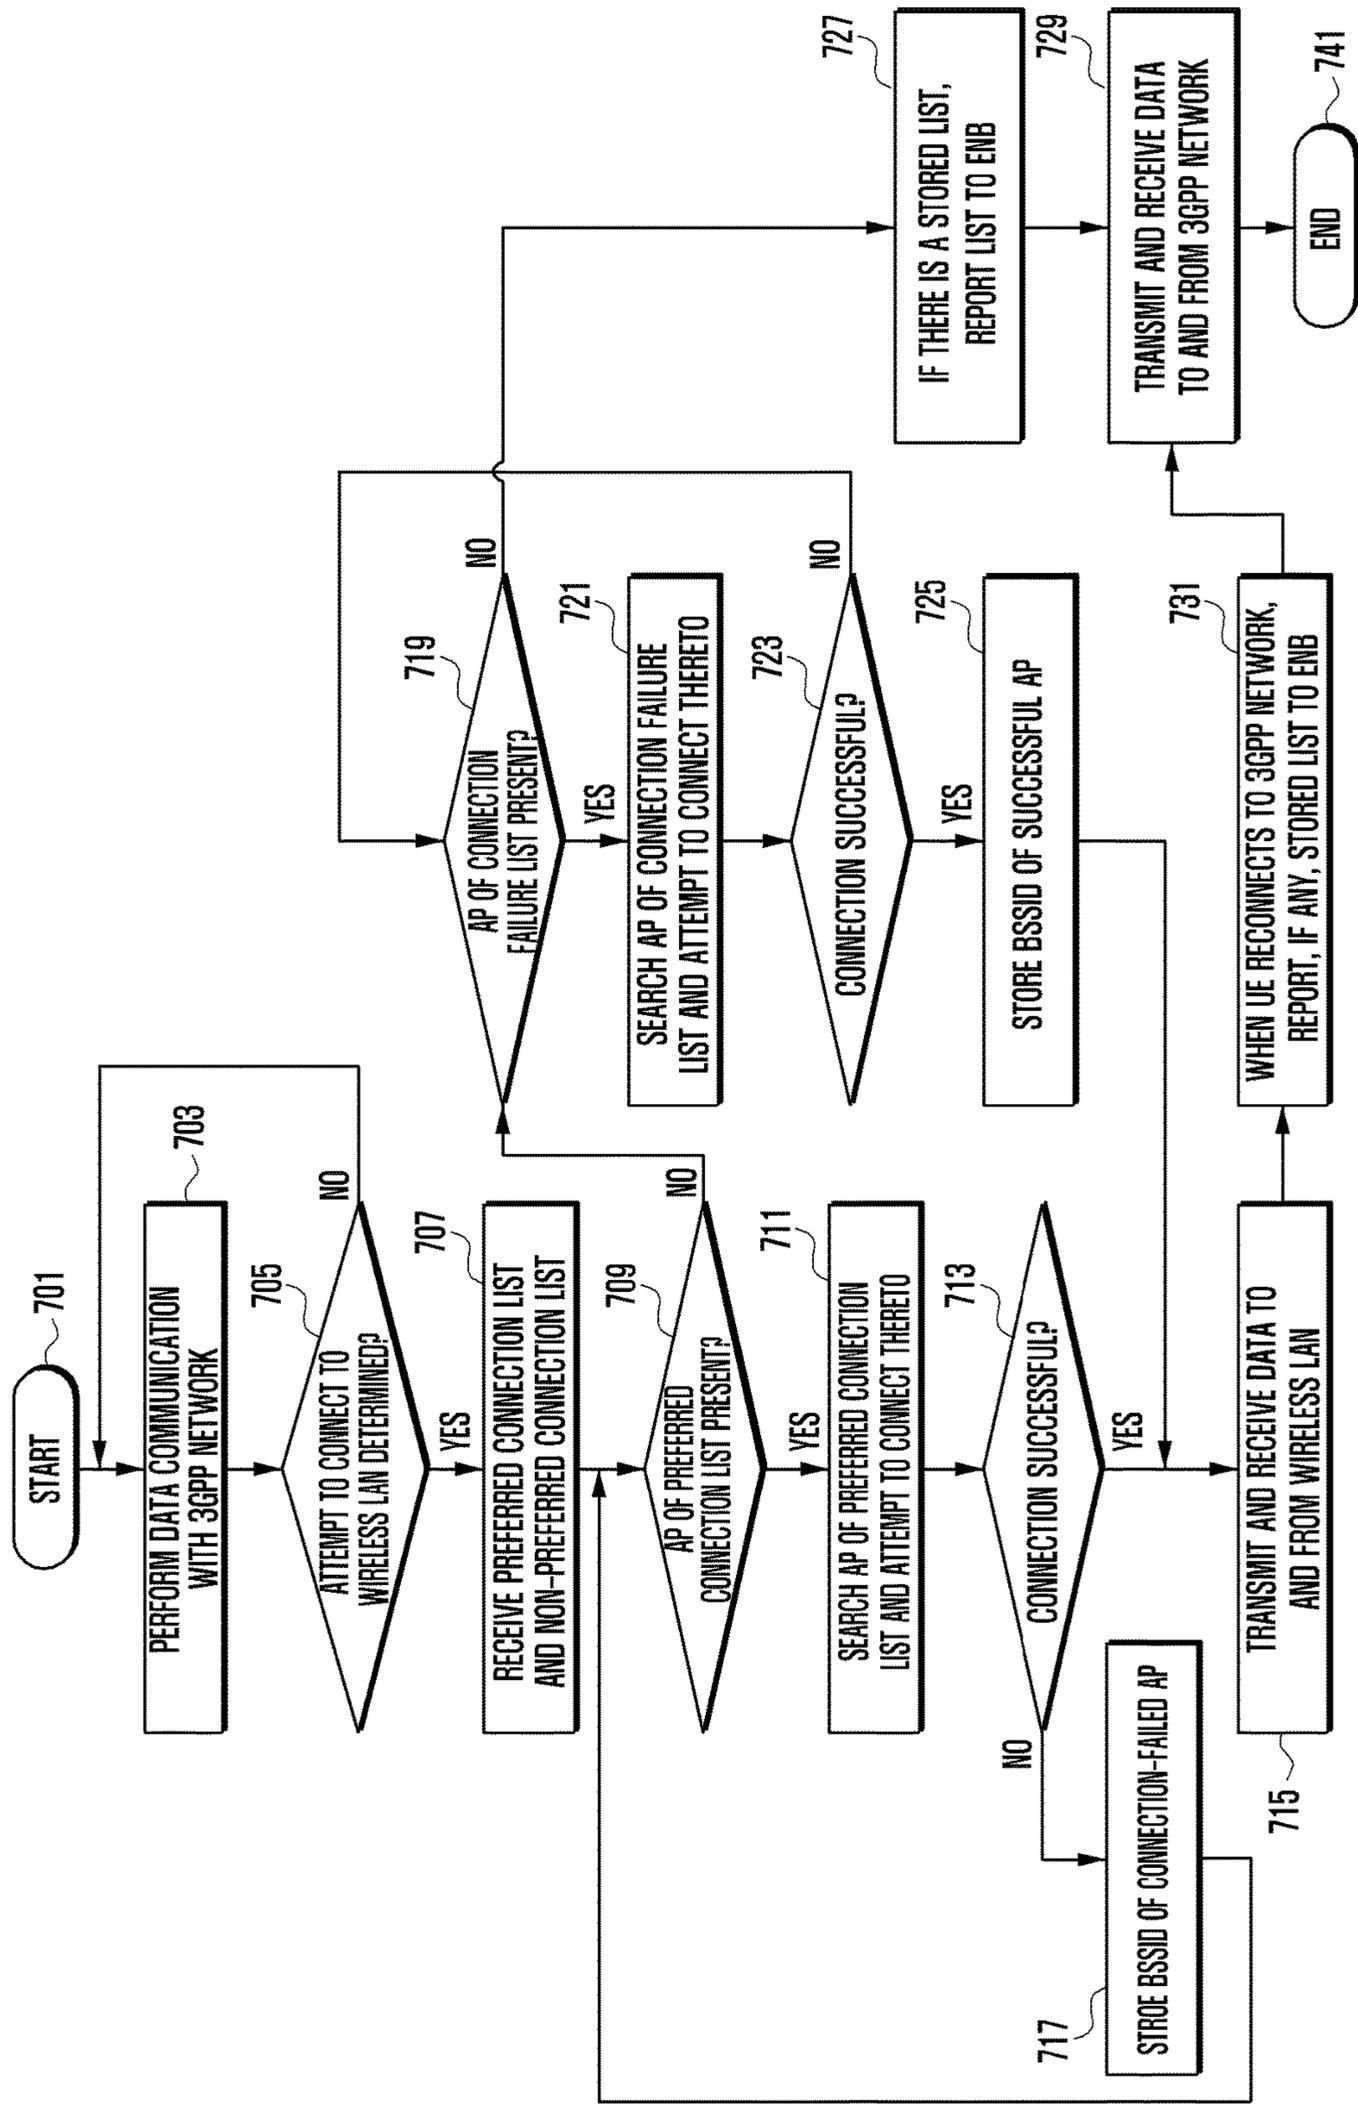 START
701
PERFORM DATA COMMUNICATION
WITH 3GPP NETWORK
703
ATTEMPT TO CONNECT TO
WIRELESS LAN DETERMINED?
705
NO
YES
RECEIVE PREFERRED CONNECTION LIST
AND NON-PREFERRED CONNECTION LIST
707
AP OF PREFERRED
CONNECTION LIST PRESENT?
709
NO
YES
SEARCH AP OF PREFERRED CONNECTION
LIST AND ATTEMPT TO CONNECT THERETO
711
CONNECTION SUCCESSFUL?
713
NO
YES
STROE BSSID OF CONNECTION-FAILED AP
717
TRANSMIT AND RECEIVE DATA TO
AND FROM WIRELESS LAN
715
AP OF CONNECTION
FAILURE LIST PRESENT?
719
NO
YES
SEARCH AP OF CONNECTION FAILURE
LIST AND ATTEMPT TO CONNECT THERETO
721
CONNECTION SUCCESSFUL?
723
NO
YES
STORE BSSID OF SUCCESSFUL AP
725
WHEN UE RECONNECTS TO 3GPP NETWORK,
REPORT, IF ANY, STORED LIST TO ENB
731
IF THERE IS A STORED LIST,
REPORT LIST TO ENB
727
TRANSMIT AND RECEIVE DATA
TO AND FROM 3GPP NETWORK
729
END
741